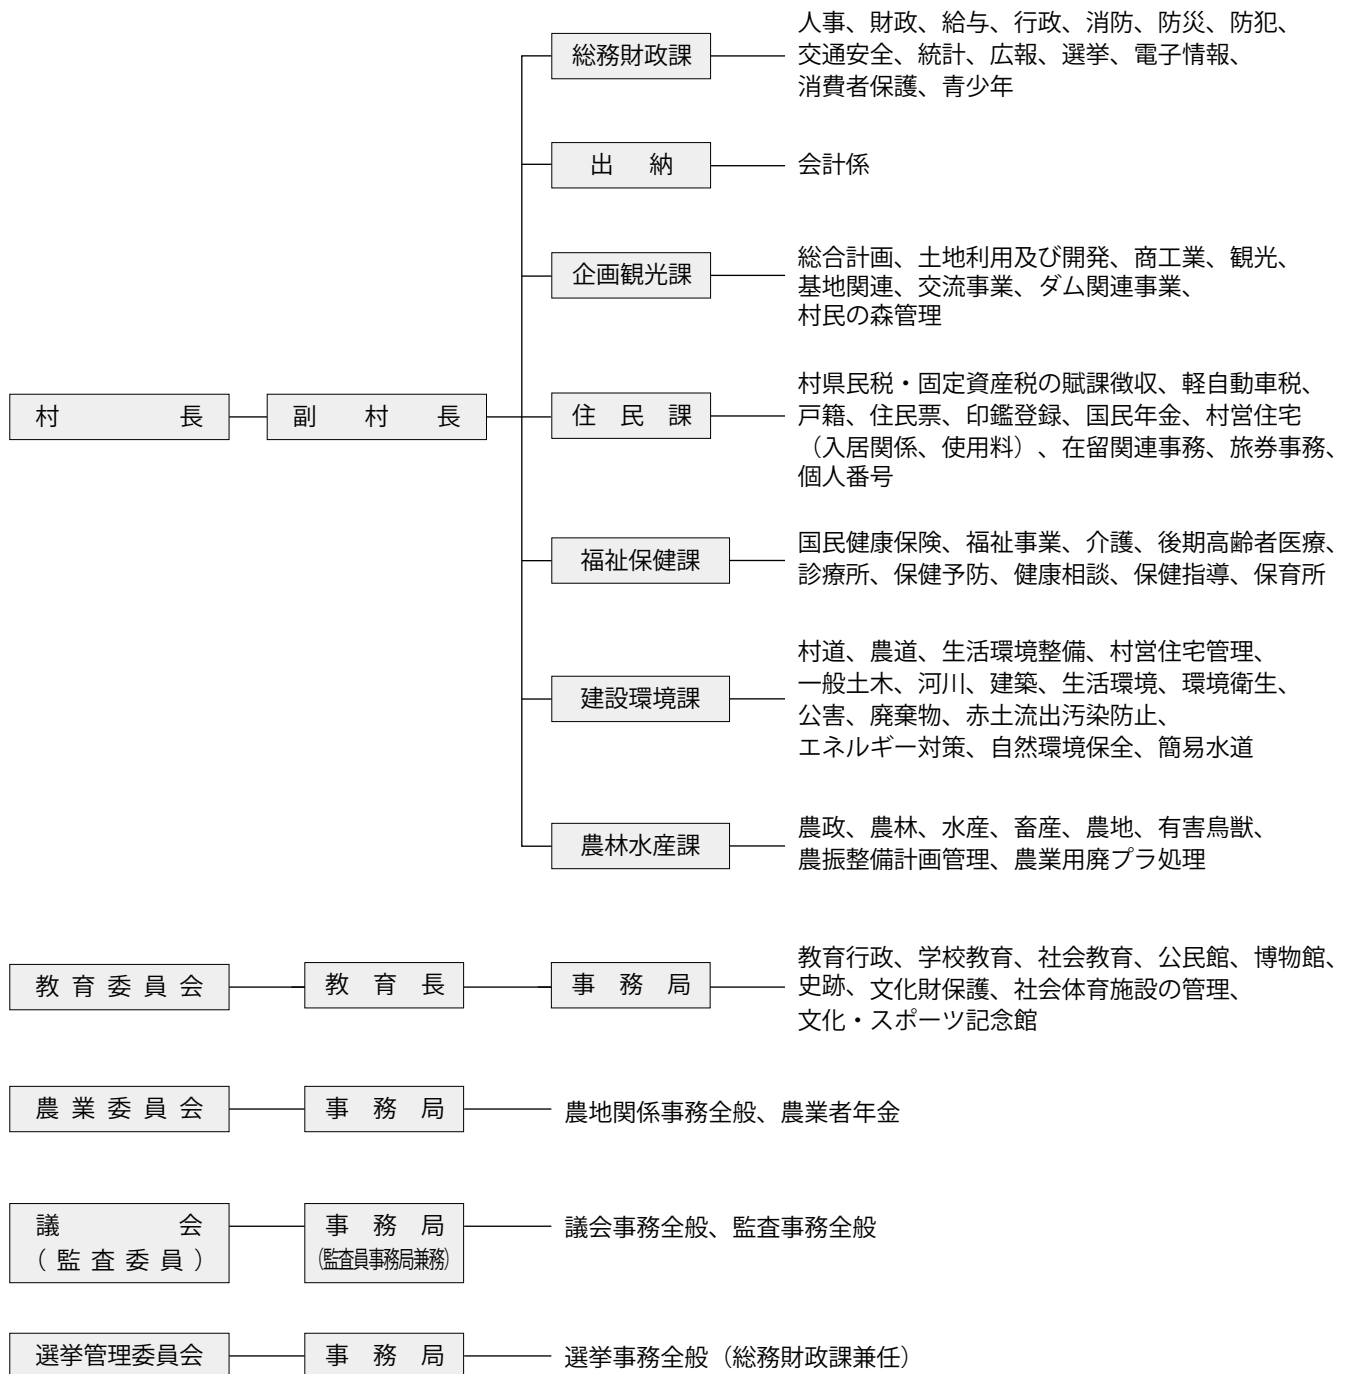 総務財政課
人事、財政、給与、行政、消防、防災、防犯、
交通安全、統計、広報、選挙、電子情報、
消費者保護、青少年
出納
会計係
企画観光課
総合計画、土地利用及び開発、商工業、観光、
基地関連、交流事業、ダム関連事業、
村民の森管理
村長
副村長
住民課
村県民税・固定資産税の賦課徴収、軽自動車税、
戸籍、住民票、印鑑登録、国民年金、村営住宅
（入居関係、使用料）、在留関連事務、旅券事務、
個人番号
福祉保健課
国民健康保険、福祉事業、介護、後期高齢者医療、
診療所、保健予防、健康相談、保健指導、保育所
建設環境課
村道、農道、生活環境整備、村営住宅管理、
一般土木、河川、建築、生活環境、環境衛生、
公害、廃棄物、赤土流出汚染防止、
エネルギー対策、自然環境保全、簡易水道
農林水産課
農政、農林、水産、畜産、農地、有害鳥獣、
農振整備計画管理、農業用廃プラ処理
教育委員会
教育長
事務局
教育行政、学校教育、社会教育、公民館、博物館、
史跡、文化財保護、社会体育施設の管理、
文化・スポーツ記念館
農業委員会
事務局
農地関係事務全般、農業者年金
議会
（監査委員）
事務局
(監査員事務局兼務)
議会事務全般、監査事務全般
選挙管理委員会
事務局
選挙事務全般（総務財政課兼任）